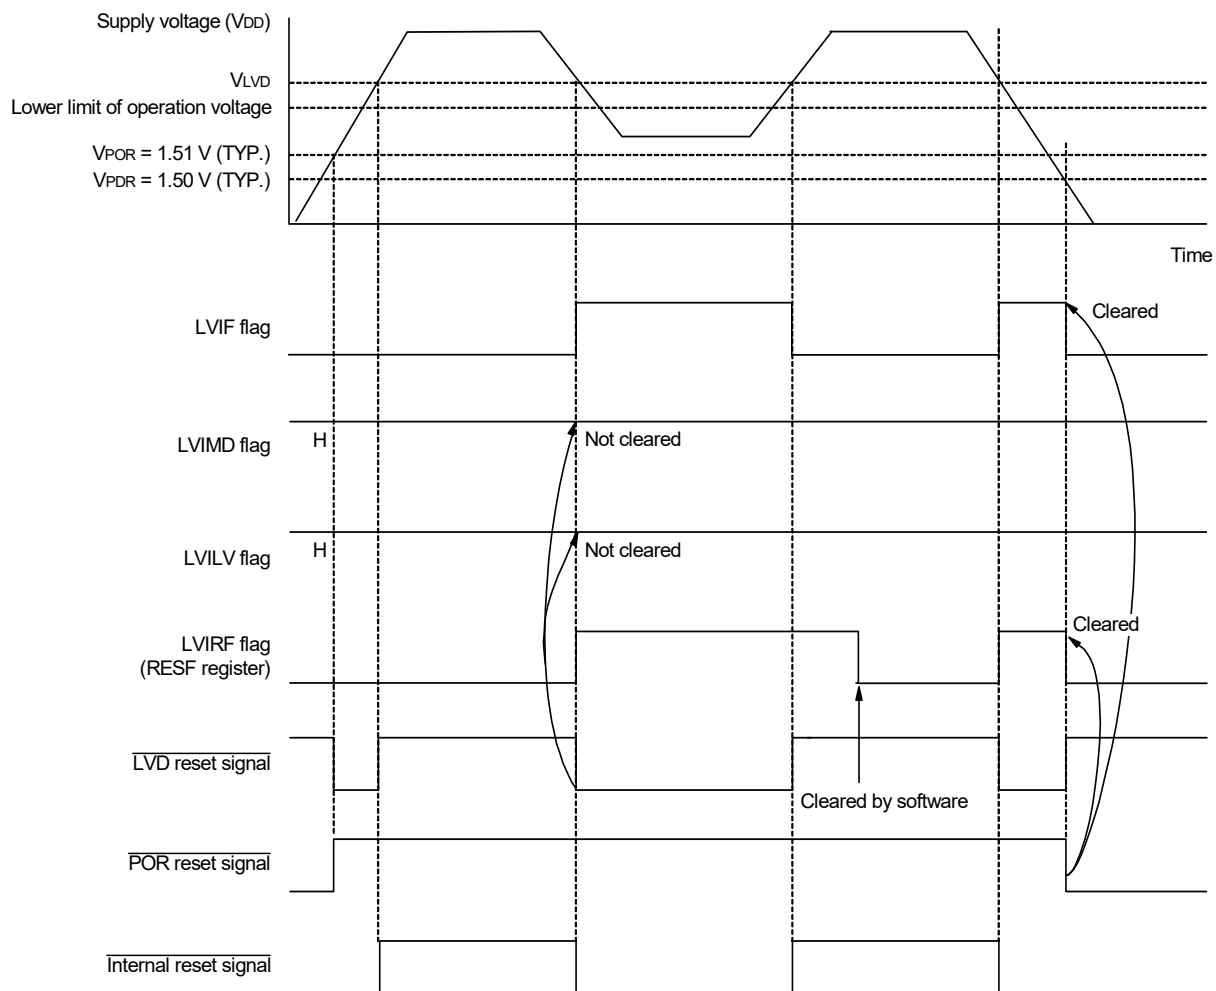 Supply voltage (VDD)
VLVD
Lower limit of operation voltage
VPOR = 1.51 V (TYP.)
VPDR = 1.50 V (TYP.)
Time
LVIF flag
Cleared
LVIMD flag
H
Not cleared
LVILV flag
H
Not cleared
LVIRF flag
(RESF register)
Cleared
LVD reset signal
Cleared by software
POR reset signal
Internal reset signal